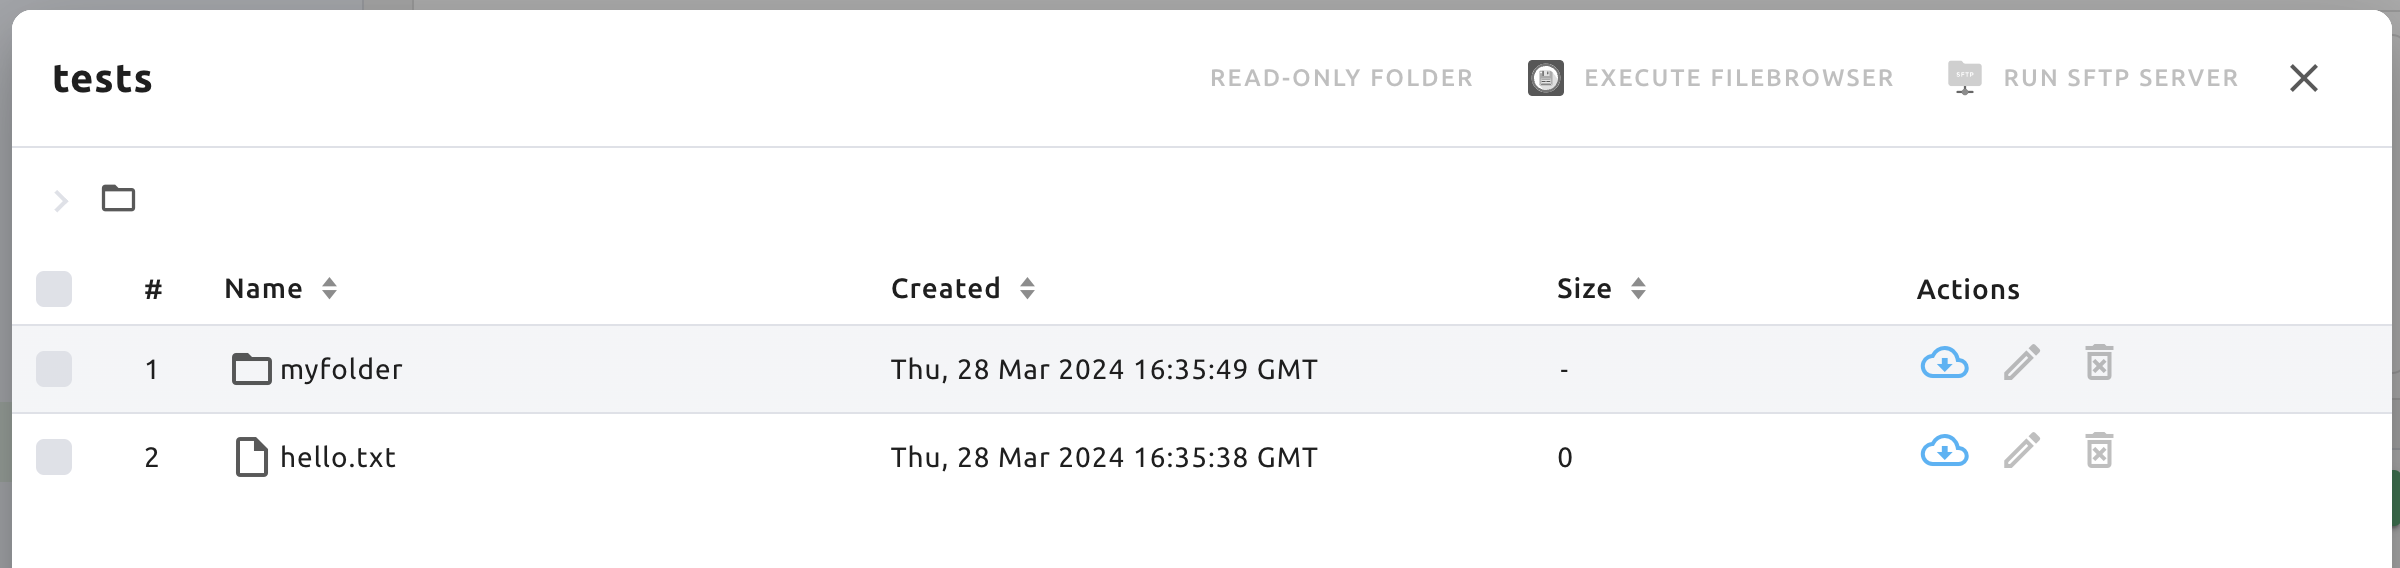 tests
READ-ONLY FOLDER EXECUTE FILEBROWSER SFTP RUN SFTP SERVER
# Name Created Size Actions
1 myfolder Thu, 28 Mar 2024 16:35:49 GMT -
2 hello.txt Thu, 28 Mar 2024 16:35:38 GMT 0